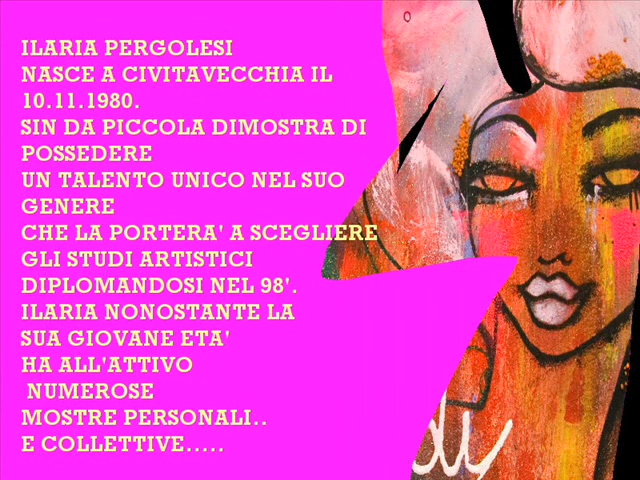 ILARIA PERGOLESI
NASCE A CIVITAVECCHIA IL
10.11.1980.
SIN DA PICCOLA DIMOSTRA DI
POSSEDERE
UN TALENTO UNICO NEL SUO
GENERE
CHE LA PORTERA' A SCEGLIERE
GLI STUDI ARTISTICI
DIPLOMANDOSI NEL 98'.
ILARIA NONOSTANTE LA
SUA GIOVANE ETA'
HA ALL'ATTIVO
NUMEROSE
MOSTRE PERSONALI..
E COLLETTIVE.....